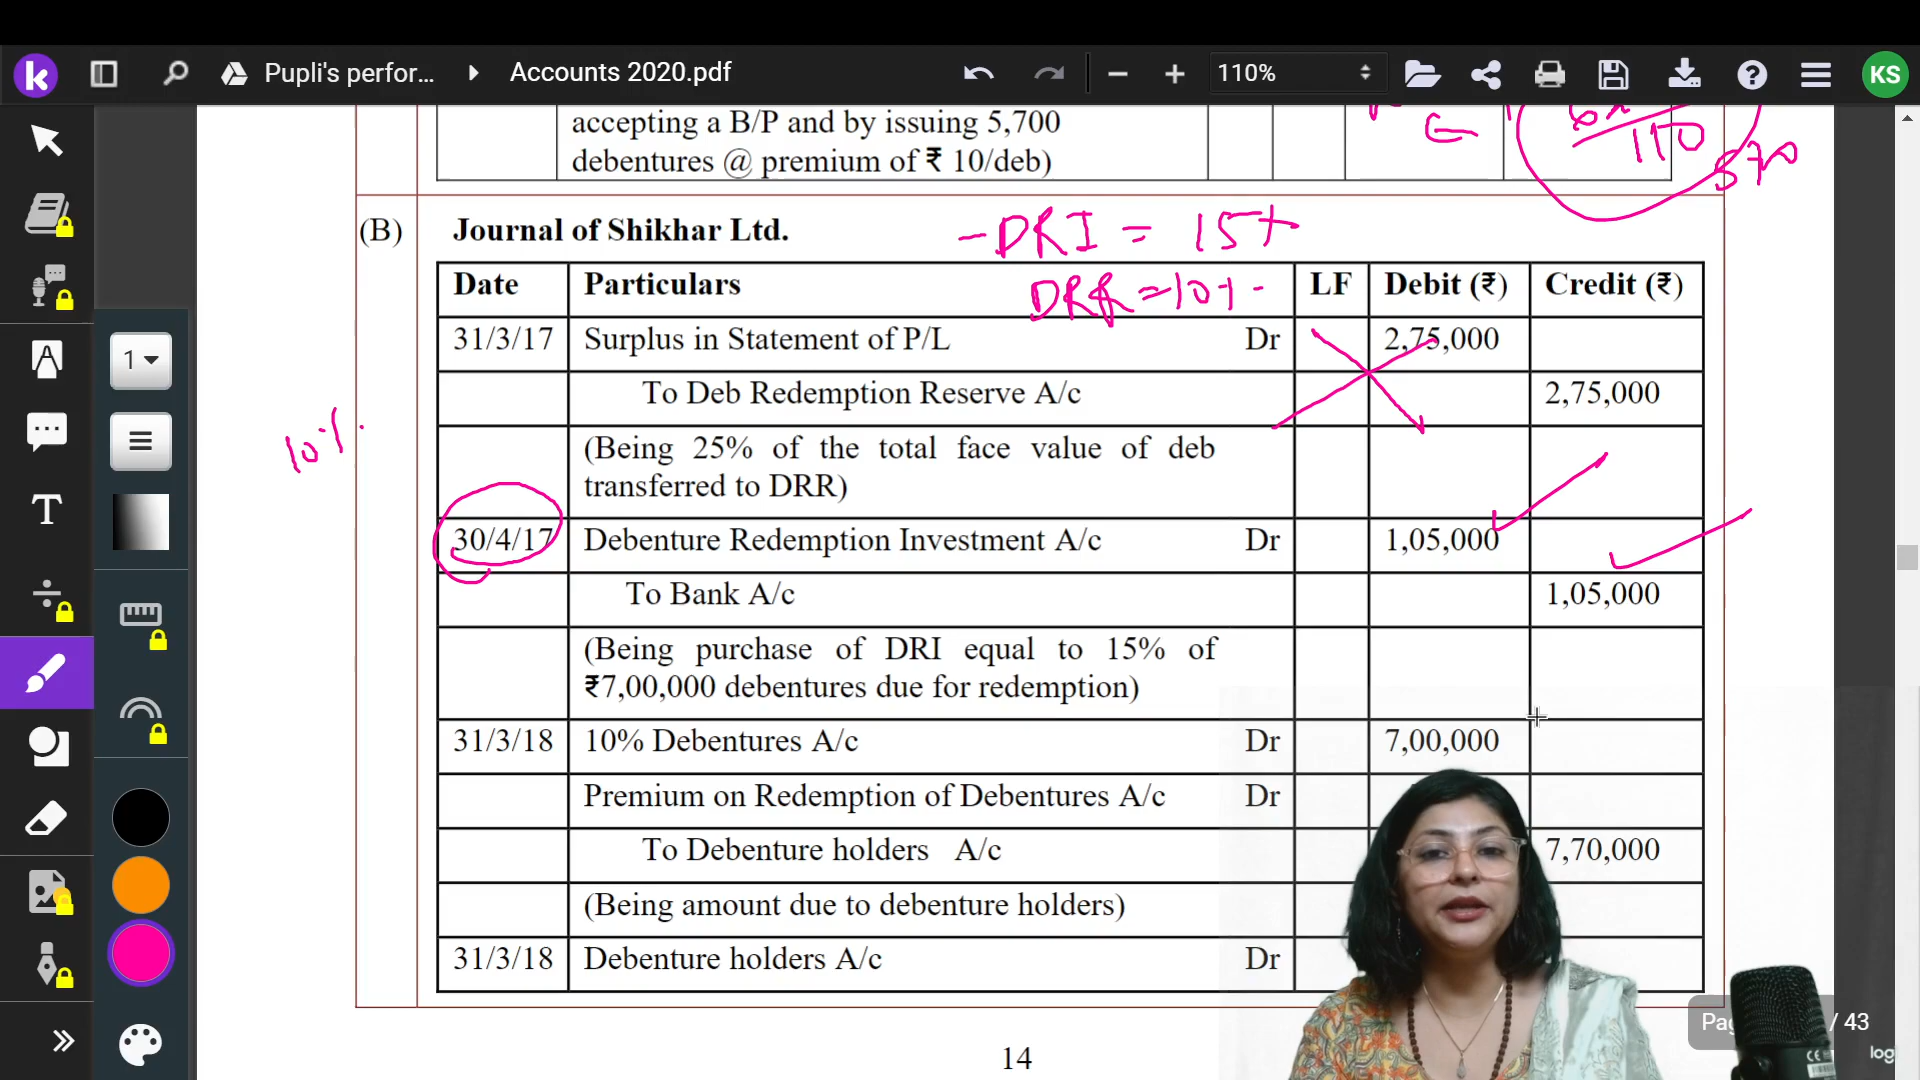 k Pupli's perfor... Accounts 2020.pdf 110% KS
accepting a B/P and by issuing 5,700
debentures @ premium of ₹ 10/deb)
110
5700
(B) Journal of Shikhar Ltd.
- DRI = 15%
Date Particulars LF Debit (₹) Credit (₹)
DRR = 10%
31/3/17 Surplus in Statement of P/L Dr 2,75,000
To Deb Redemption Reserve A/c 2,75,000
10%.
(Being 25% of the total face value of deb
transferred to DRR)
30/4/17 Debenture Redemption Investment A/c Dr 1,05,000
To Bank A/c 1,05,000
(Being purchase of DRI equal to 15% of
₹7,00,000 debentures due for redemption)
31/3/18 10% Debentures A/c Dr 7,00,000
Premium on Redemption of Debentures A/c Dr
To Debenture holders A/c 7,70,000
(Being amount due to debenture holders)
31/3/18 Debenture holders A/c Dr
14
/ 43
1
T
A
CE